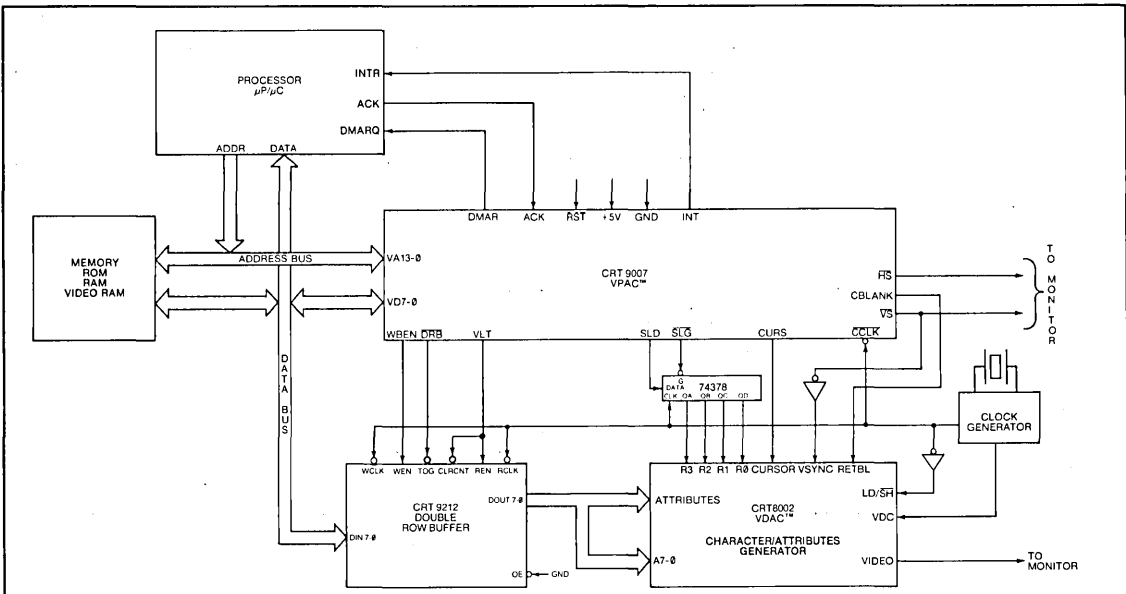 PROCESSOR
µP/µC
INTR
ACK
DMARQ
ADDR DATA
MEMORY
ROM
RAM
VIDEO RAM
ADDRESS BUS
DATA BUS
DMAR ACK RST +5V GND INT
VA13-0
VD7-0
CRT 9007
VPAC™
HS
CBLANK
VS
TO MONITOR
WBEN DRB VLT SLD SLG CURS CCLK
G
DATA 74378
CLK QA QB QC QD
CLOCK
GENERATOR
WCLK WEN TOG CLRCNT REN RCLK
DOUT 7-0
CRT 9212
DOUBLE
ROW BUFFER
DIN 7-0
OE GND
R3 R2 R1 R0 CURSOR VSYNC RETBL
ATTRIBUTES
LD/SH
CRT8002
VDAC™
VDC
CHARACTER/ATTRIBUTES
GENERATOR
A7-0
VIDEO
TO
MONITOR